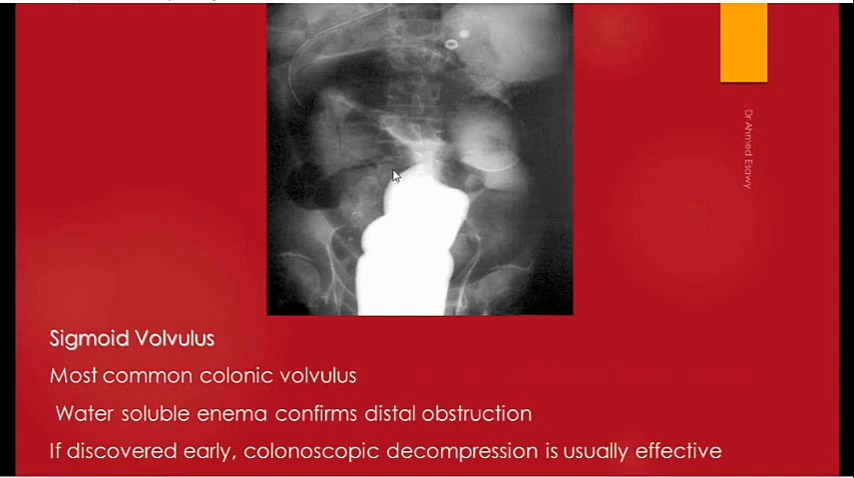 Dr Ahmed Esawy
Sigmoid Volvulus
Most common colonic volvulus
Water soluble enema confirms distal obstruction
If discovered early, colonoscopic decompression is usually effective